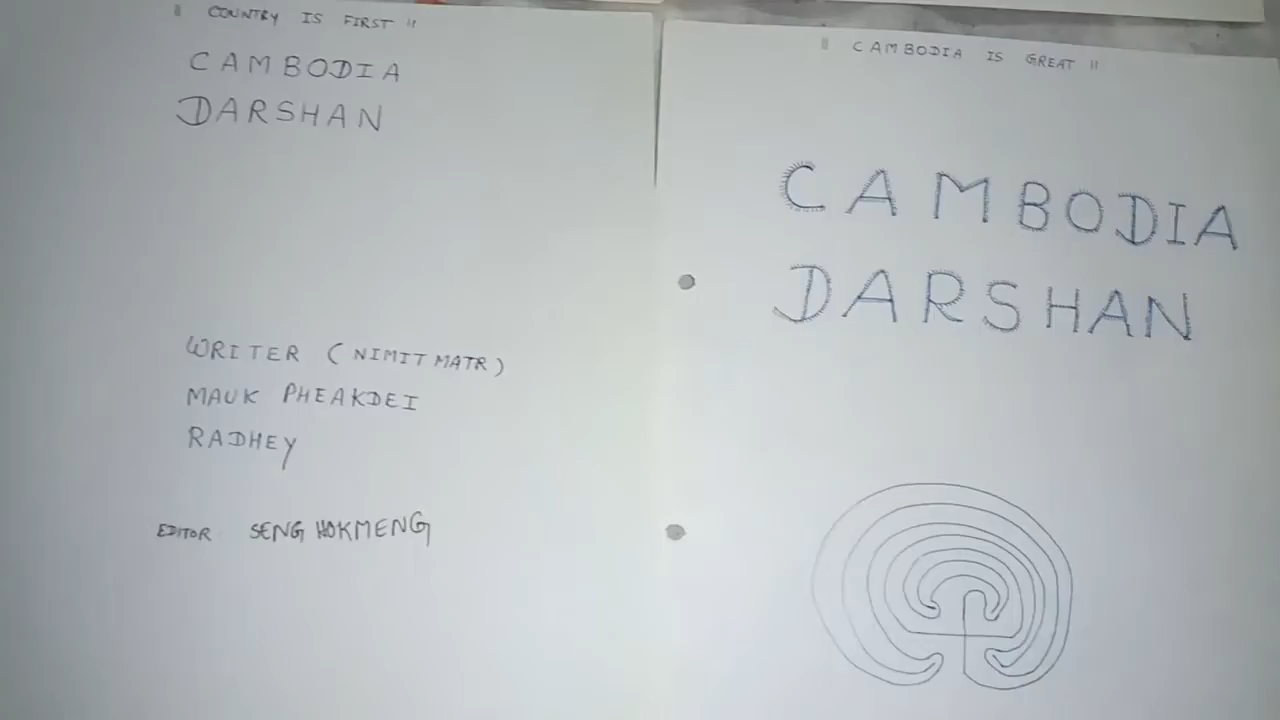 ॥ COUNTRY IS FIRST ॥
CAMBODIA
DARSHAN
WRITER (NIMIT MATR)
MAUK PHEAKDEI
RADHEY
EDITOR SENG HOKMENG
॥ CAMBODIA IS GREAT ॥
CAMBODIA
DARSHAN